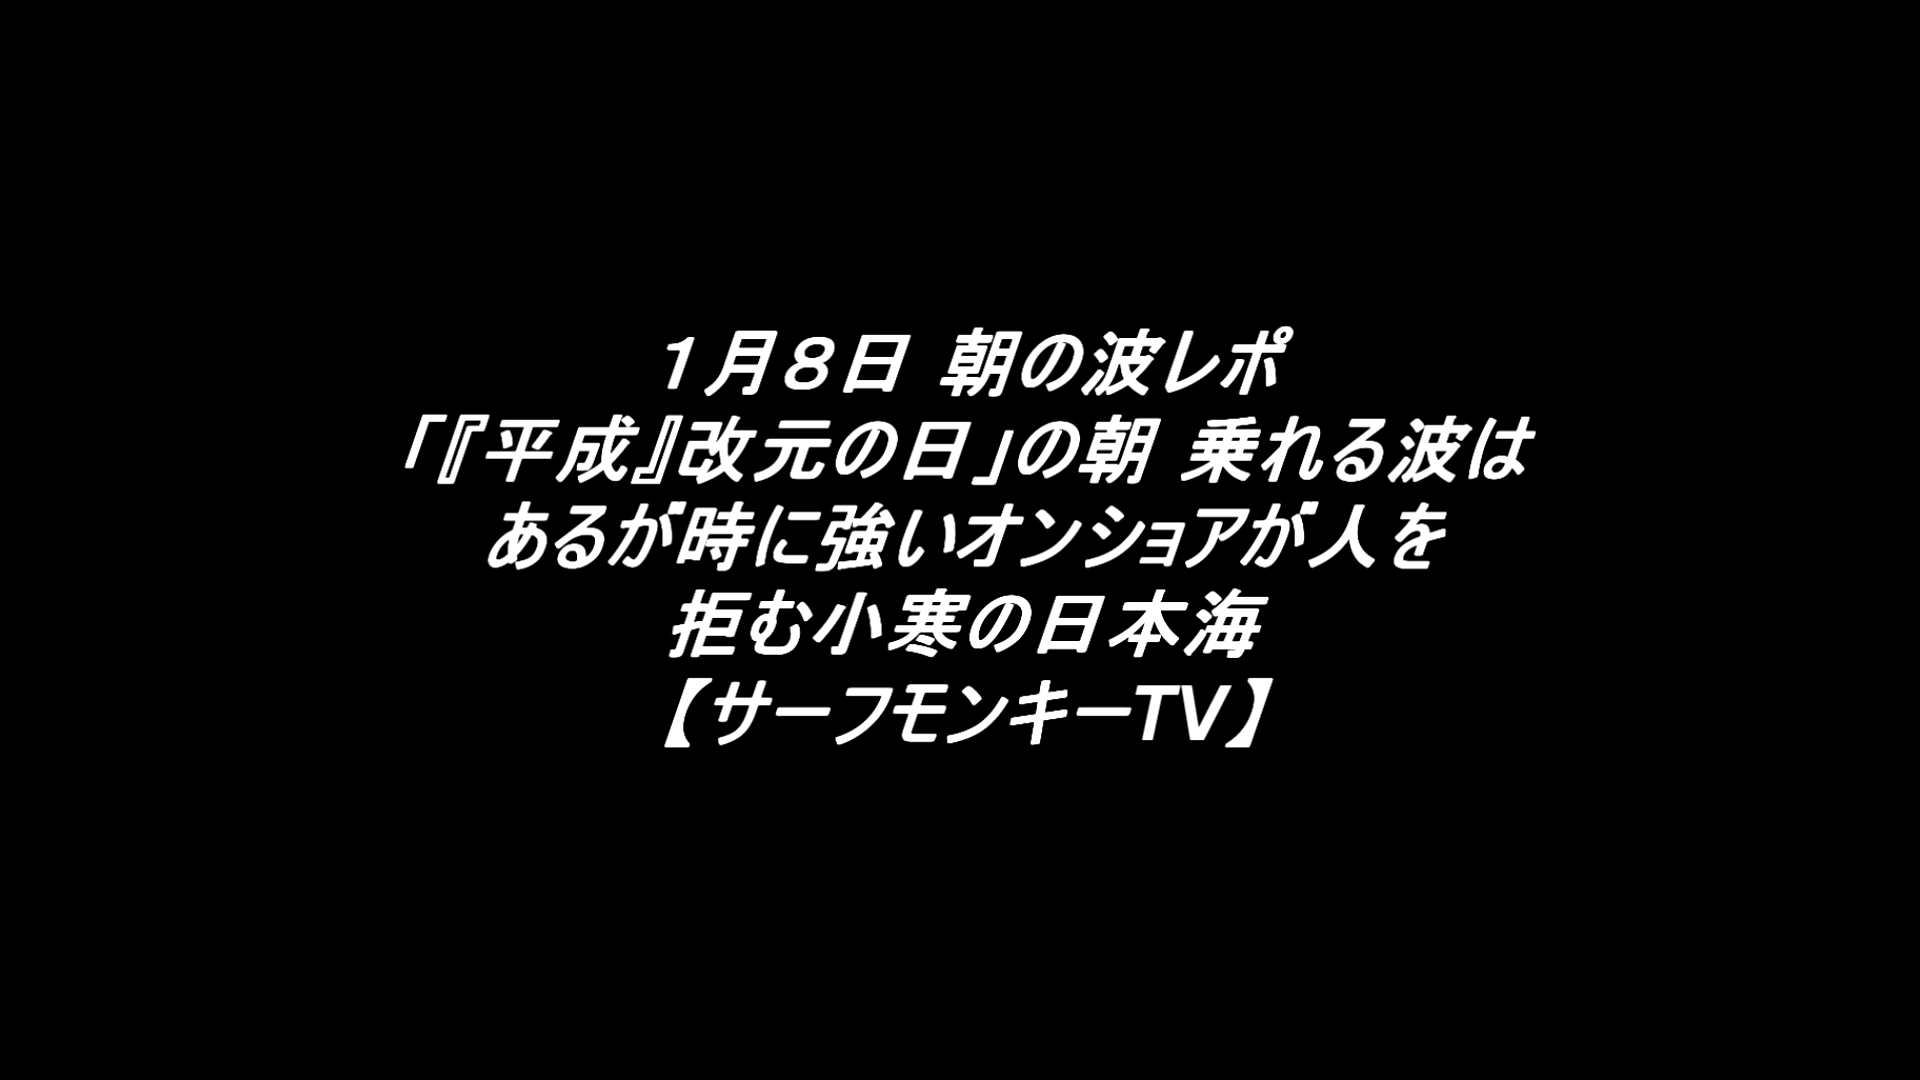 １月８日 朝の波レポ
「『平成』改元の日」の朝 乗れる波は
あるが時に強いオンショアが人を
拒む小寒の日本海
【サーフモンキーTV】